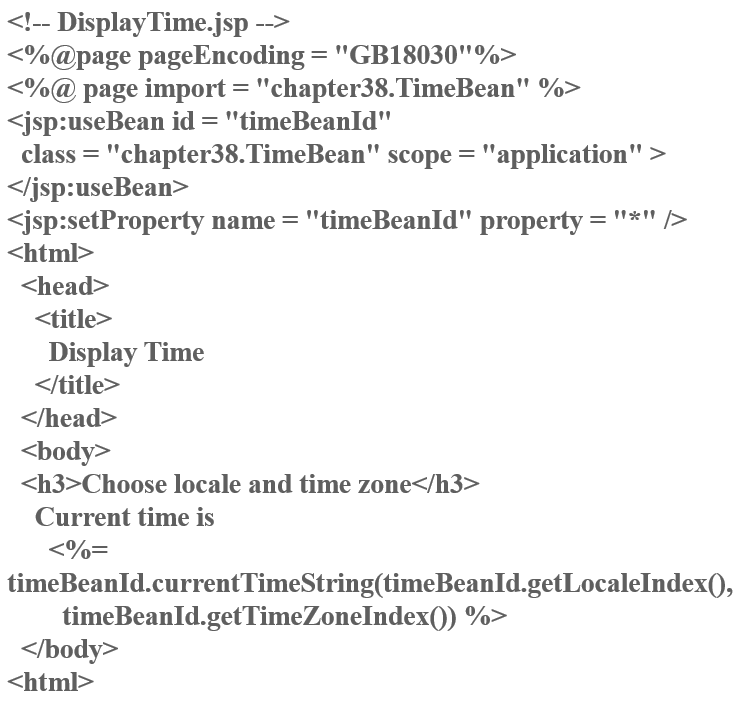 <!-- DisplayTime.jsp -->
<%@page pageEncoding = "GB18030"%>
<%@ page import = "chapter38.TimeBean" %>
<jsp:useBean id = "timeBeanId"
class = "chapter38.TimeBean" scope = "application" >
</jsp:useBean>
<jsp:setProperty name = "timeBeanId" property = "*" />
<html>
<head>
<title>
Display Time
</title>
</head>
<body>
<h3>Choose locale and time zone</h3>
Current time is
<%=
timeBeanId.currentTimeString(timeBeanId.getLocaleIndex(),
timeBeanId.getTimeZoneIndex()) %>
</body>
<html>